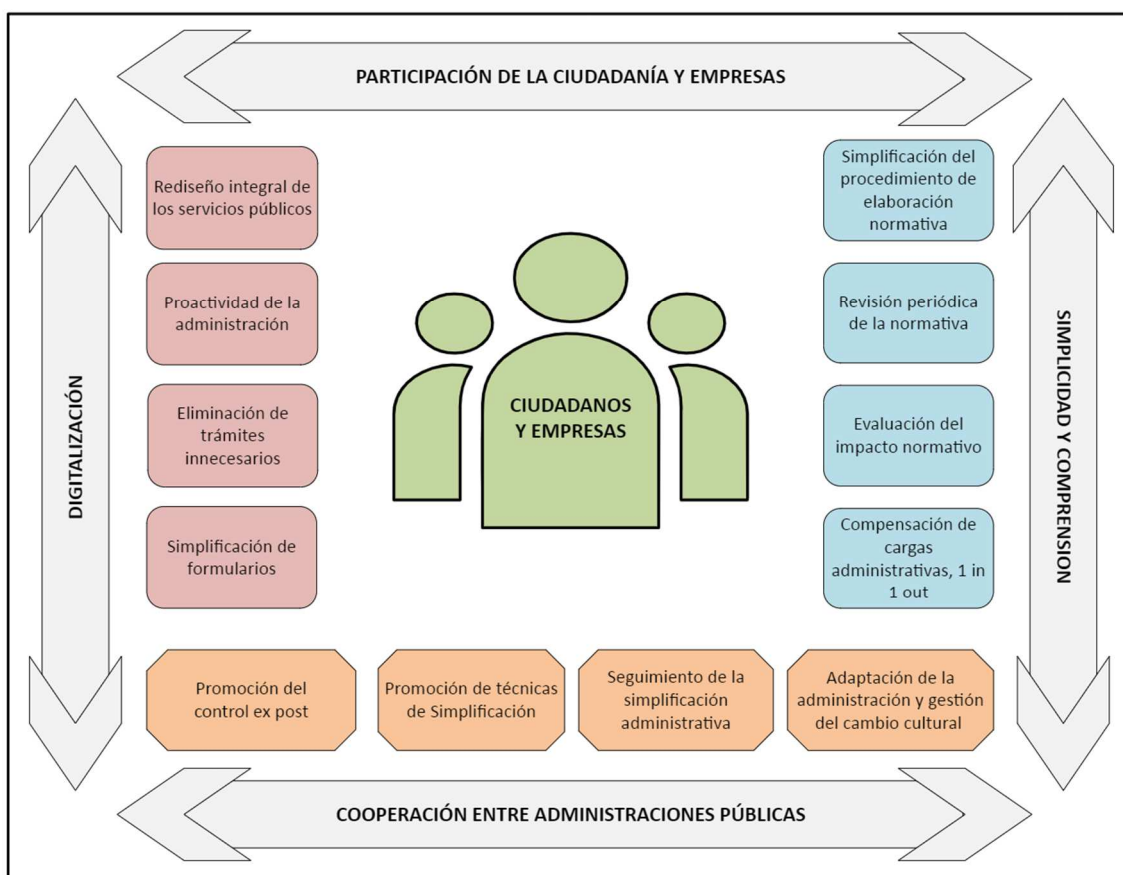 PARTICIPACIÓN DE LA CIUDADANÍA Y EMPRESAS
DIGITALIZACIÓN
Rediseño integral de
los servicios públicos
Proactividad de la
administración
Eliminación de
trámites
innecesarios
Simplificación de
formularios
CIUDADANOS
Y EMPRESAS
Simplificación del
procedimiento de
elaboración
normativa
Revisión periódica
de la normativa
Evaluación del
impacto normativo
Compensación de
cargas
administrativas, 1 in
1 out
SIMPLICIDAD Y COMPRENSION
Promoción del
control ex post
Promoción de técnicas
de Simplificación
Seguimiento de la
simplificación
administrativa
Adaptación de la
administración y gestión
del cambio cultural
COOPERACIÓN ENTRE ADMINISTRACIONES PÚBLICAS